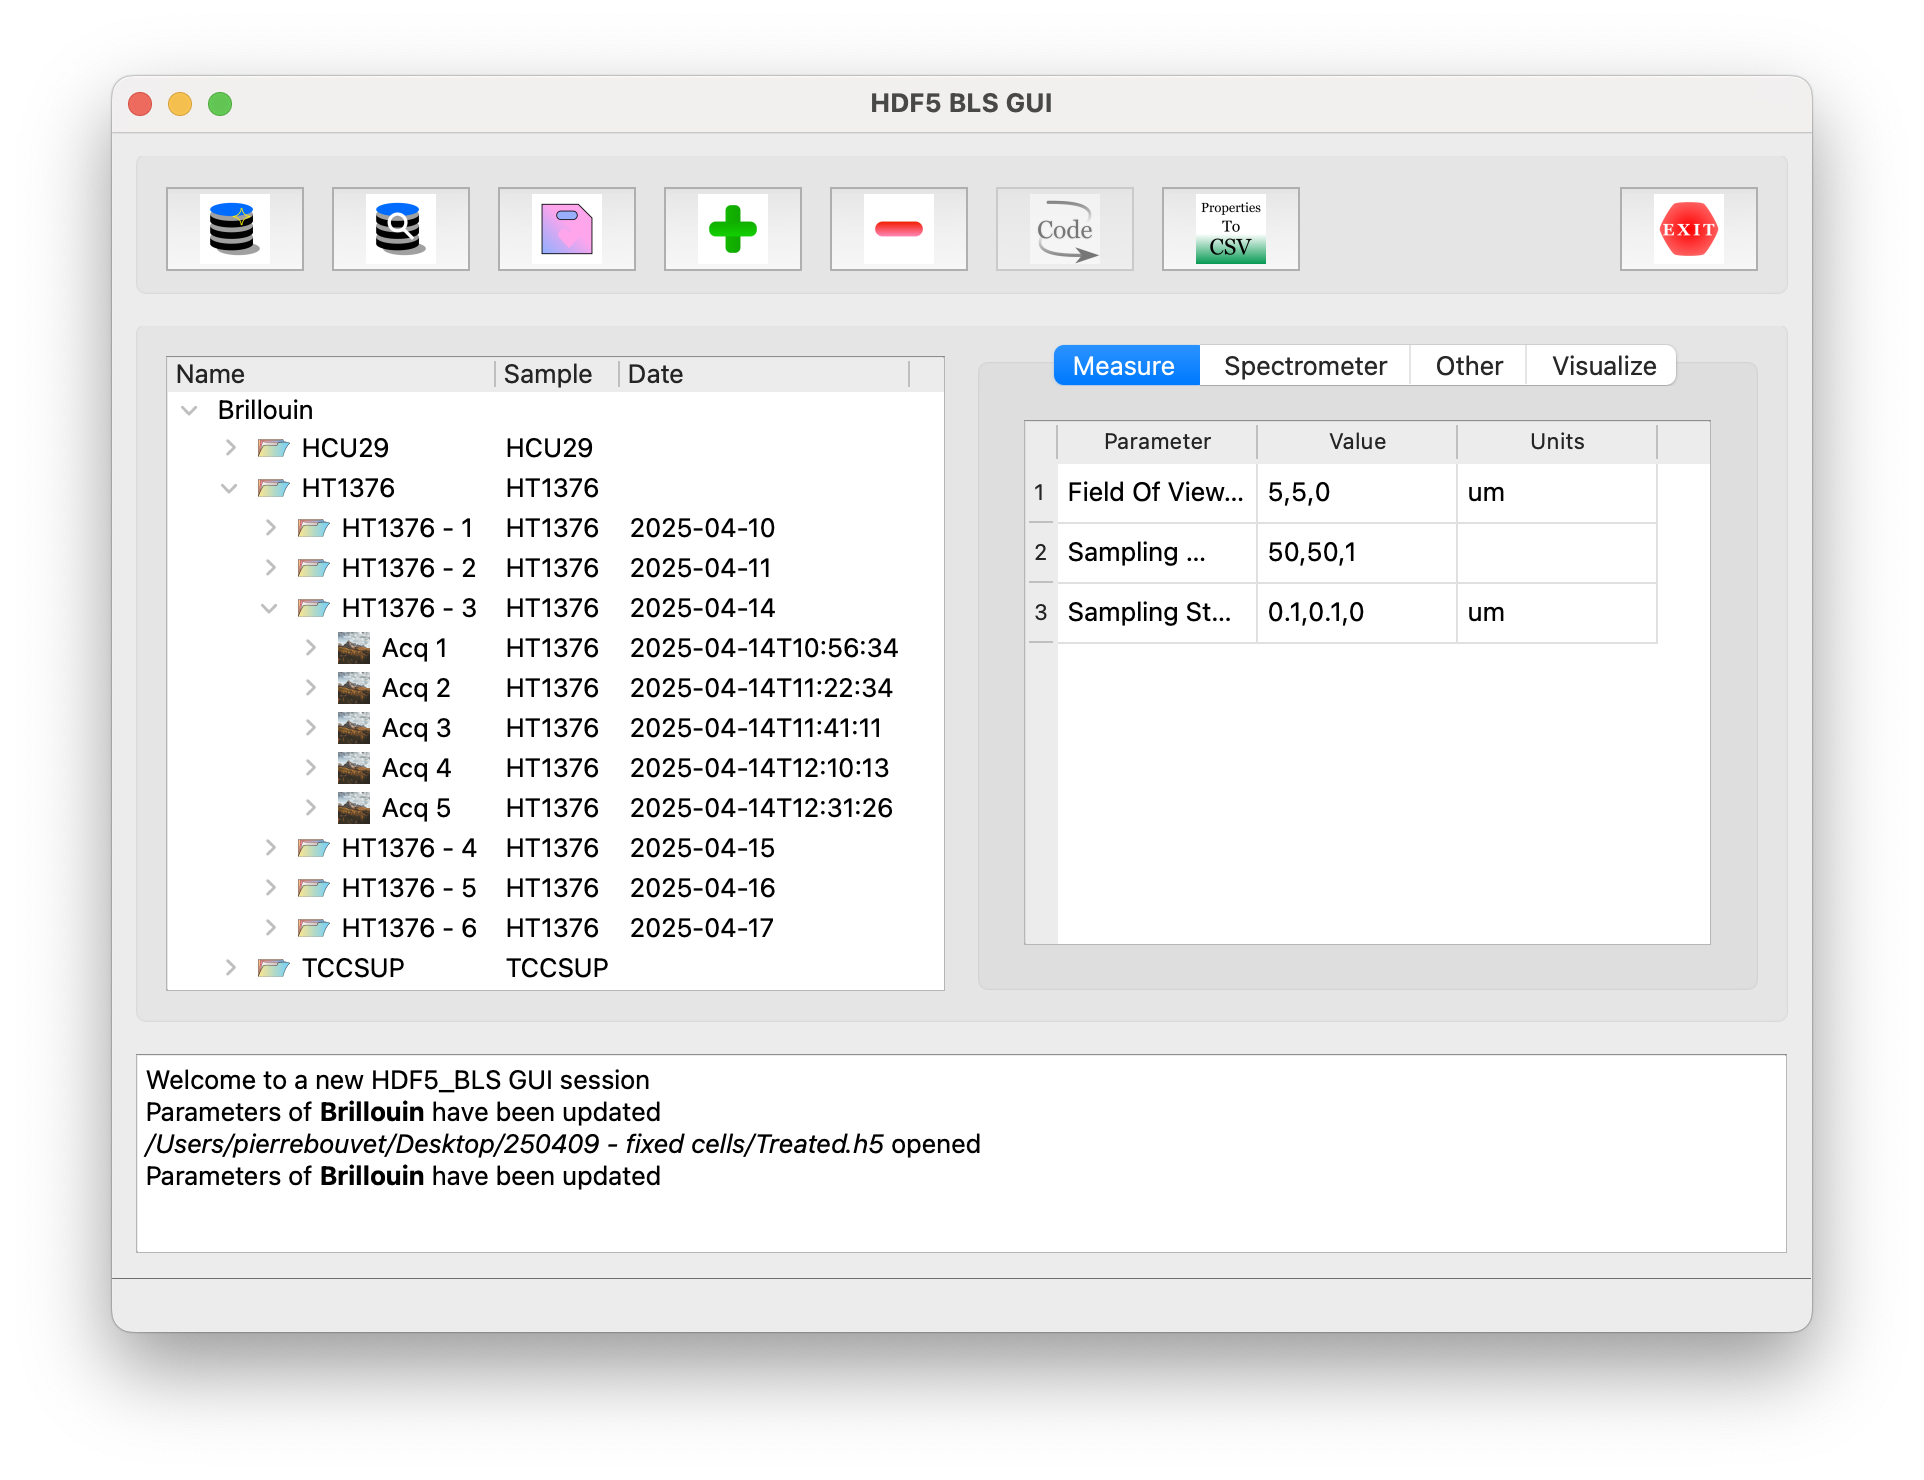 HDF5 BLS GUI
Code
Properties
To
CSV
EXIT
Name Sample Date
Brillouin
HCU29 HCU29
HT1376 HT1376
HT1376 - 1 HT1376 2025-04-10
HT1376 - 2 HT1376 2025-04-11
HT1376 - 3 HT1376 2025-04-14
Acq 1 HT1376 2025-04-14T10:56:34
Acq 2 HT1376 2025-04-14T11:22:34
Acq 3 HT1376 2025-04-14T11:41:11
Acq 4 HT1376 2025-04-14T12:10:13
Acq 5 HT1376 2025-04-14T12:31:26
HT1376 - 4 HT1376 2025-04-15
HT1376 - 5 HT1376 2025-04-16
HT1376 - 6 HT1376 2025-04-17
TCCSUP TCCSUP
Measure Spectrometer Other Visualize
Parameter Value Units
1 Field Of View... 5,5,0 um
2 Sampling ... 50,50,1
3 Sampling St... 0.1,0.1,0 um
Welcome to a new HDF5_BLS GUI session
Parameters of Brillouin have been updated
/Users/pierrebouvet/Desktop/250409 - fixed cells/Treated.h5 opened
Parameters of Brillouin have been updated